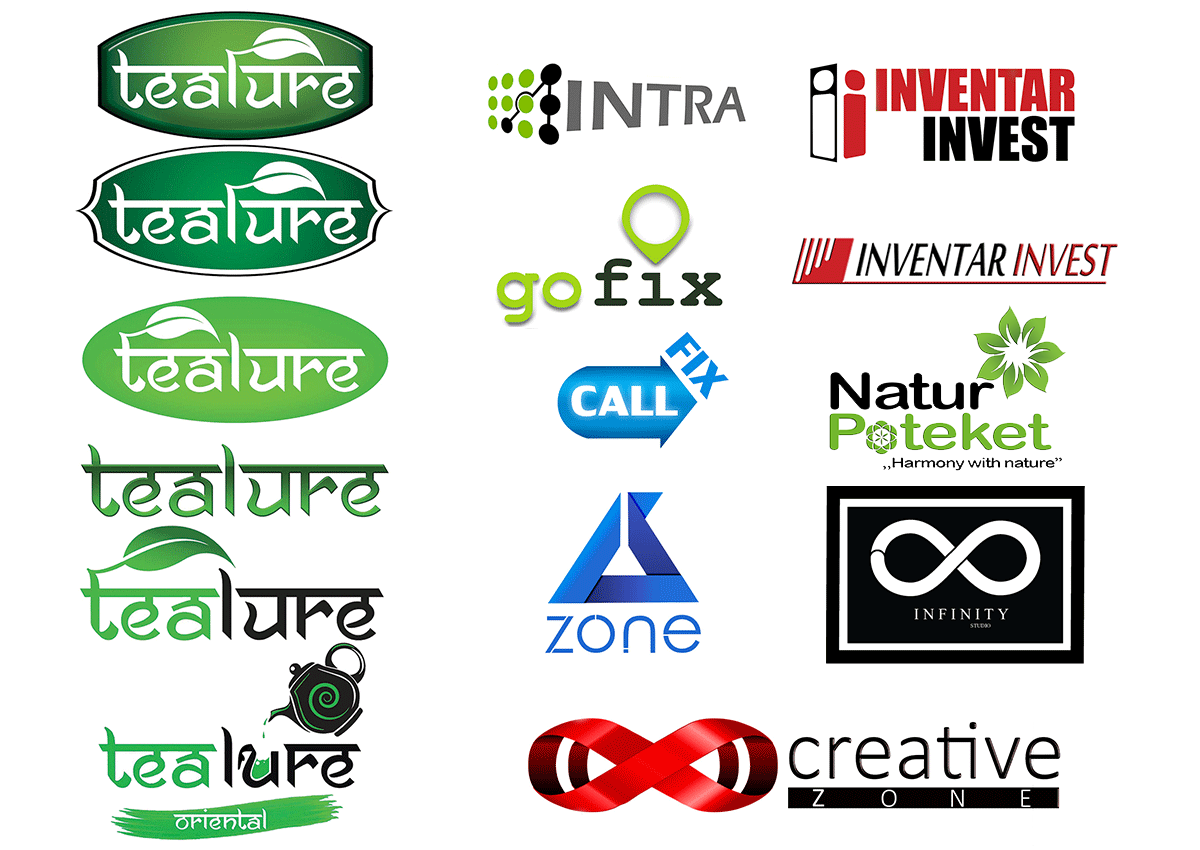 tealure
tealure
tealure
tealure
tealure
tealure
oriental
INTRA
go fix
CALL
FIX
zone
INVENTAR
INVEST
INVENTAR INVEST
Natur
Poteket
„Harmony with nature”
INFINITY
STUDIO
creative
ZONE